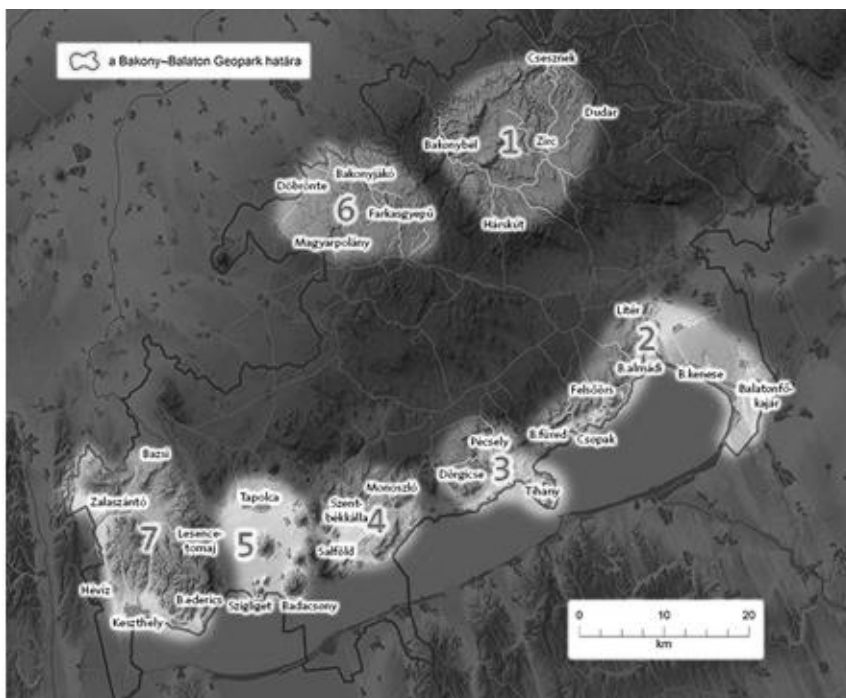 a Bakony–Balaton Geopark határa
Csesznek
Dudar
Bakonybél
1
Zirc
Bakonyjákó
Döbrönte
6
Farkasgyepű
Hárskút
Magyarpolány
Litér
2
B.almádi
B.kenese
Felsőörs
Balatonfő-
kajár
Pécsely
B.füred
Csopak
Bazsi
Dörgicse
3
Monoszló
Tihany
Zalaszántó
Tapolca
Szent-
békkálla
4
7
Lesence-
tomaj
5
Salföld
Hévíz
B.ederics
Szigliget
Badacsony
Keszthely
0
10
20
km